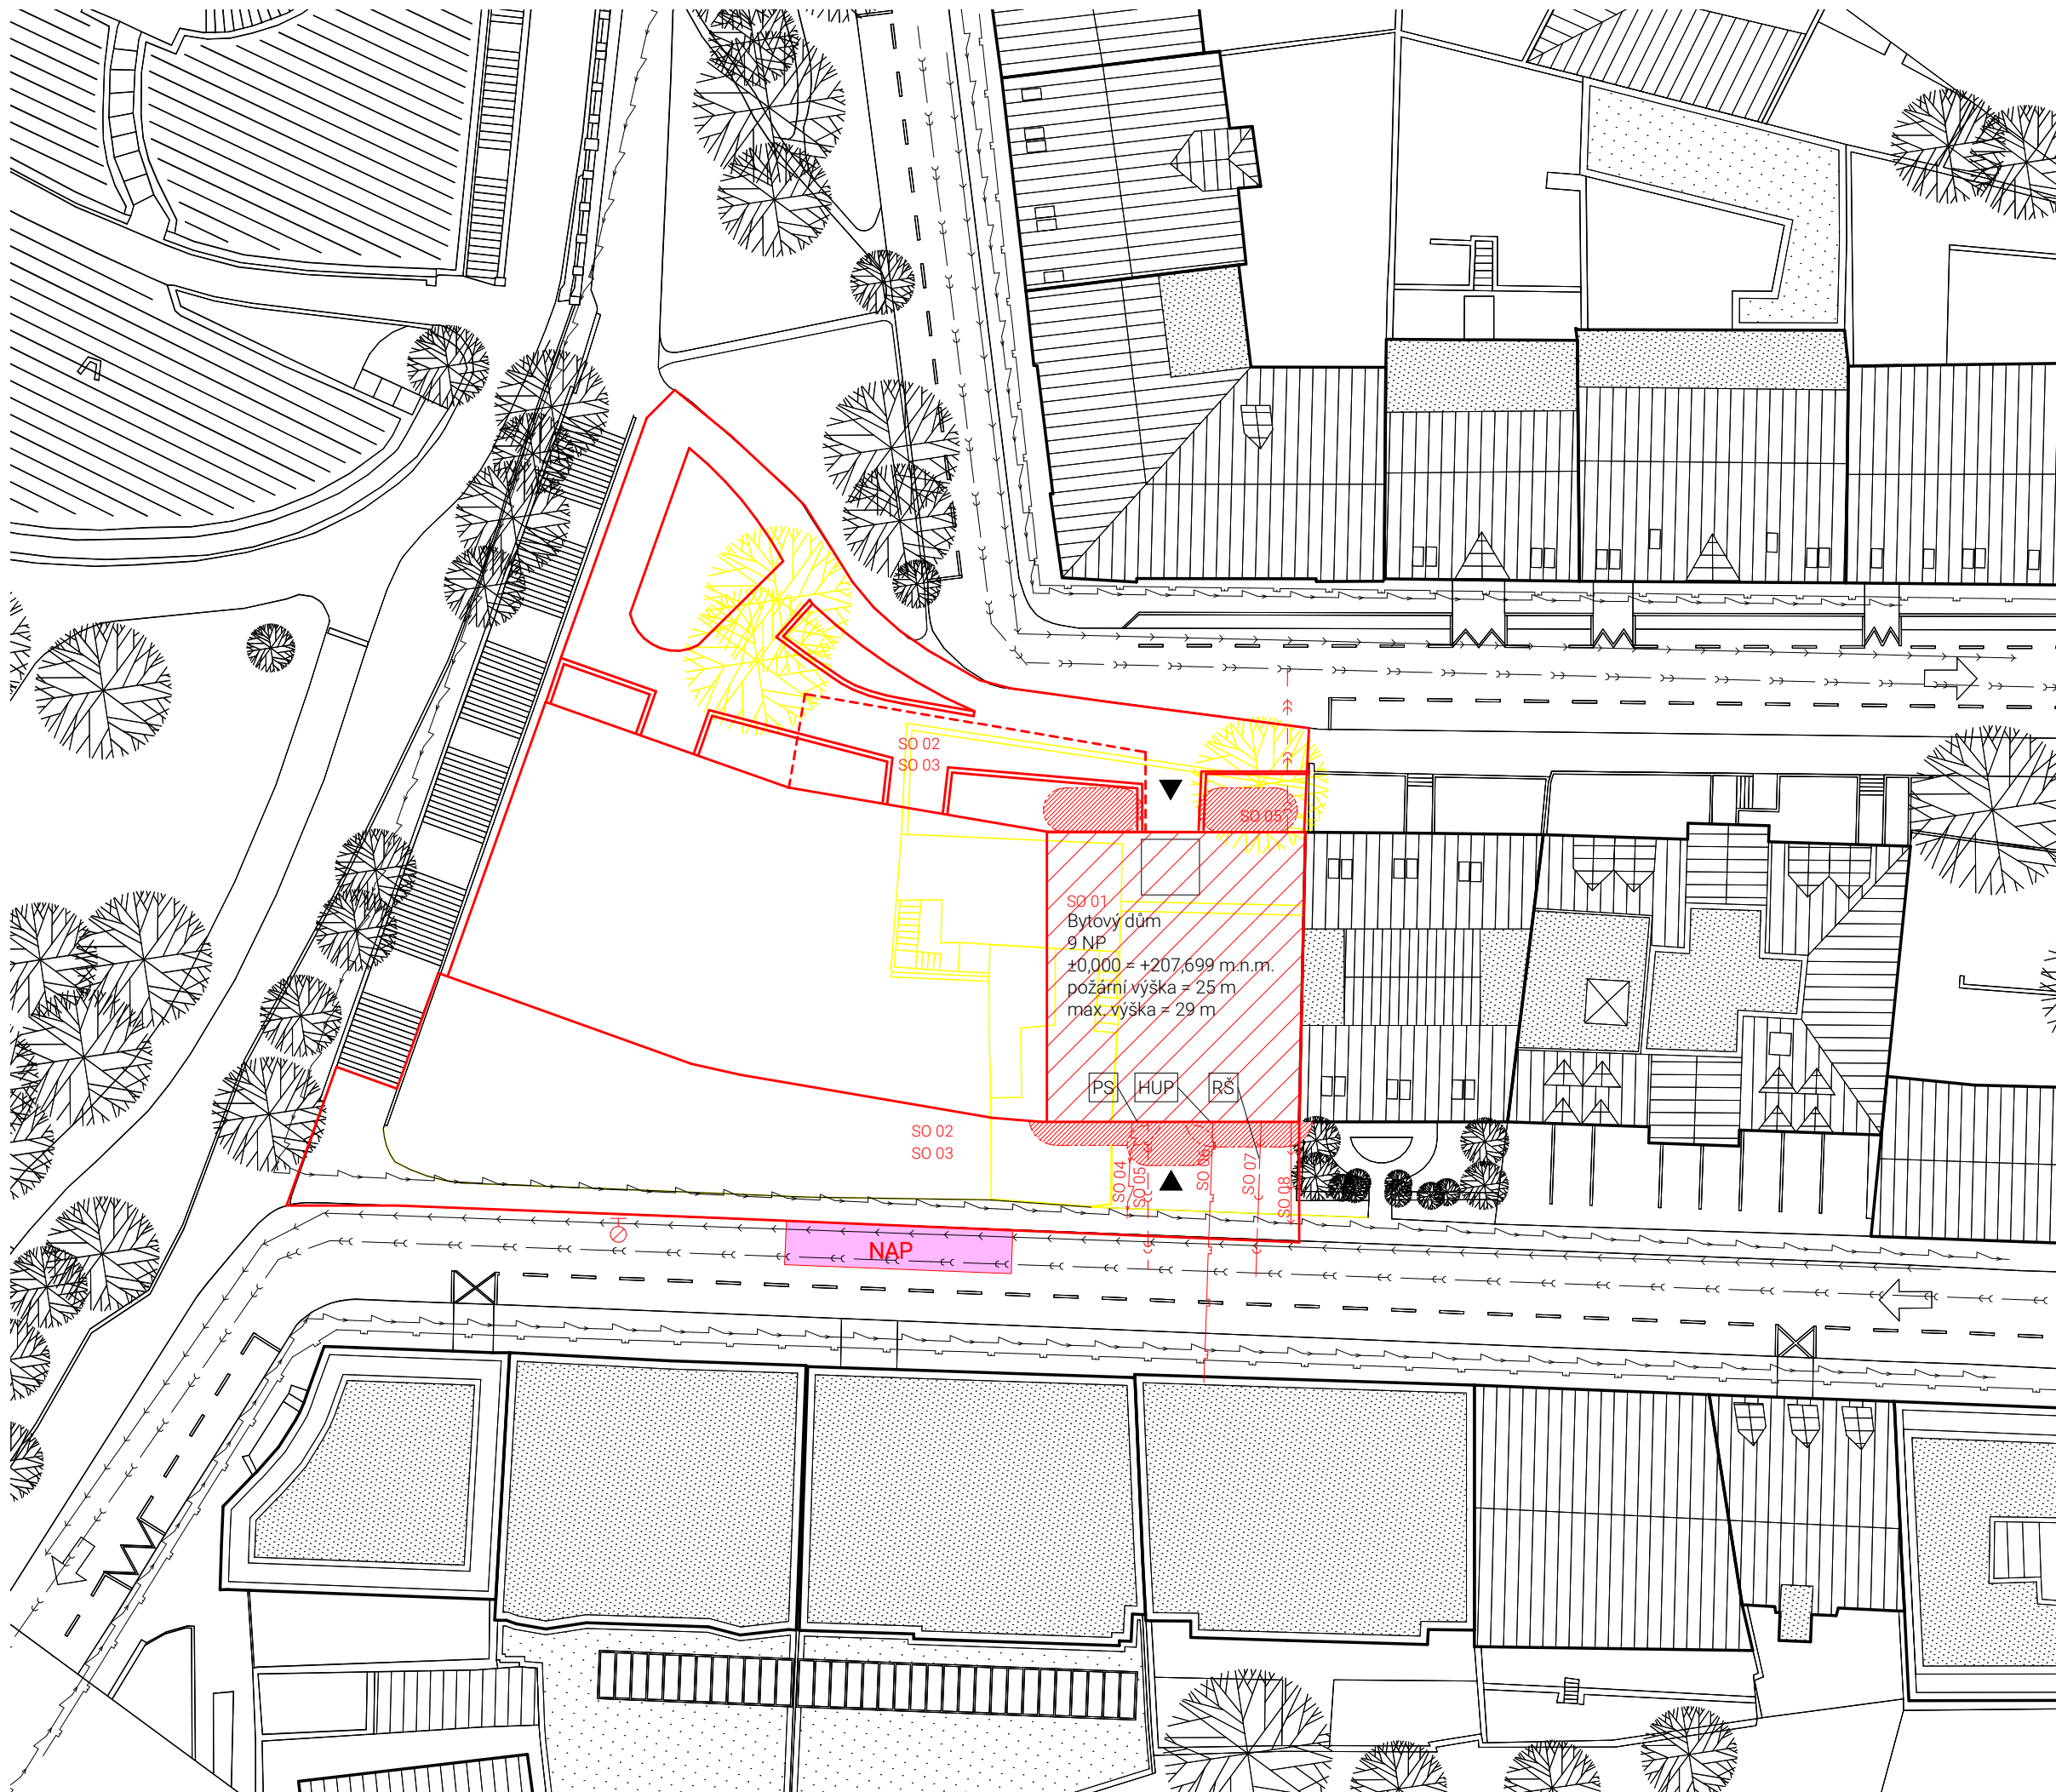 SO 02
SO 03
SO 05
SO 01
Bytový dům
9 NP
±0,000 = +207,699 m.n.m.
požární výška = 25 m
max. výška = 29 m
PS
HUP
RŠ
SO 02
SO 03
SO 04
SO 05
SO 06
SO 07
SO 08
NAP